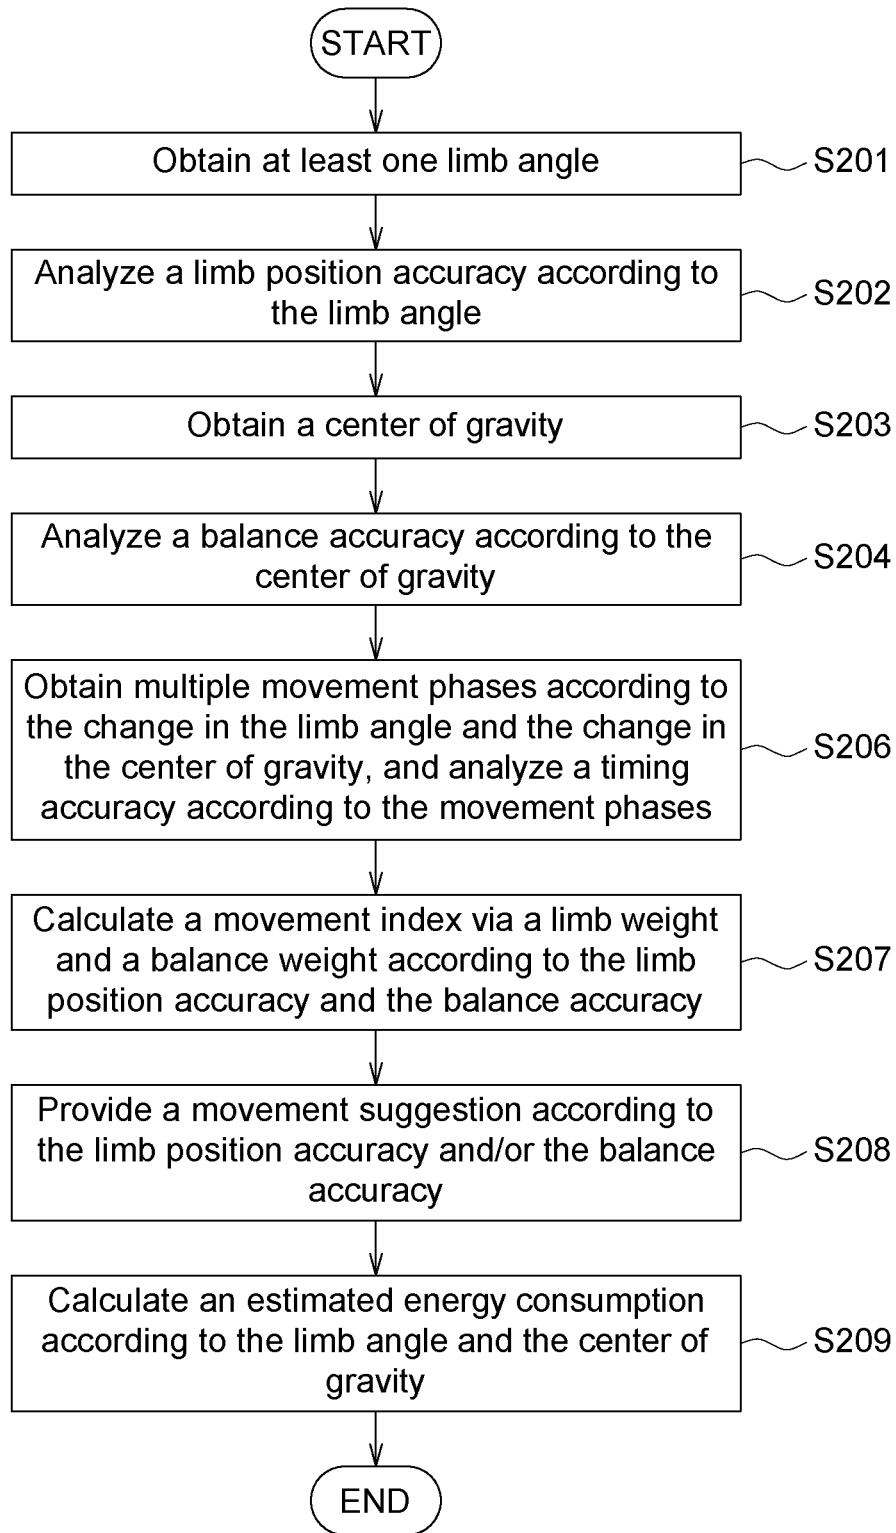 START
Obtain at least one limb angle
S201
Analyze a limb position accuracy according to
the limb angle
S202
Obtain a center of gravity
S203
Analyze a balance accuracy according to the
center of gravity
S204
Obtain multiple movement phases according to
the change in the limb angle and the change in
the center of gravity, and analyze a timing
accuracy according to the movement phases
S206
Calculate a movement index via a limb weight
and a balance weight according to the limb
position accuracy and the balance accuracy
S207
Provide a movement suggestion according to
the limb position accuracy and/or the balance
accuracy
S208
Calculate an estimated energy consumption
according to the limb angle and the center of
gravity
S209
END